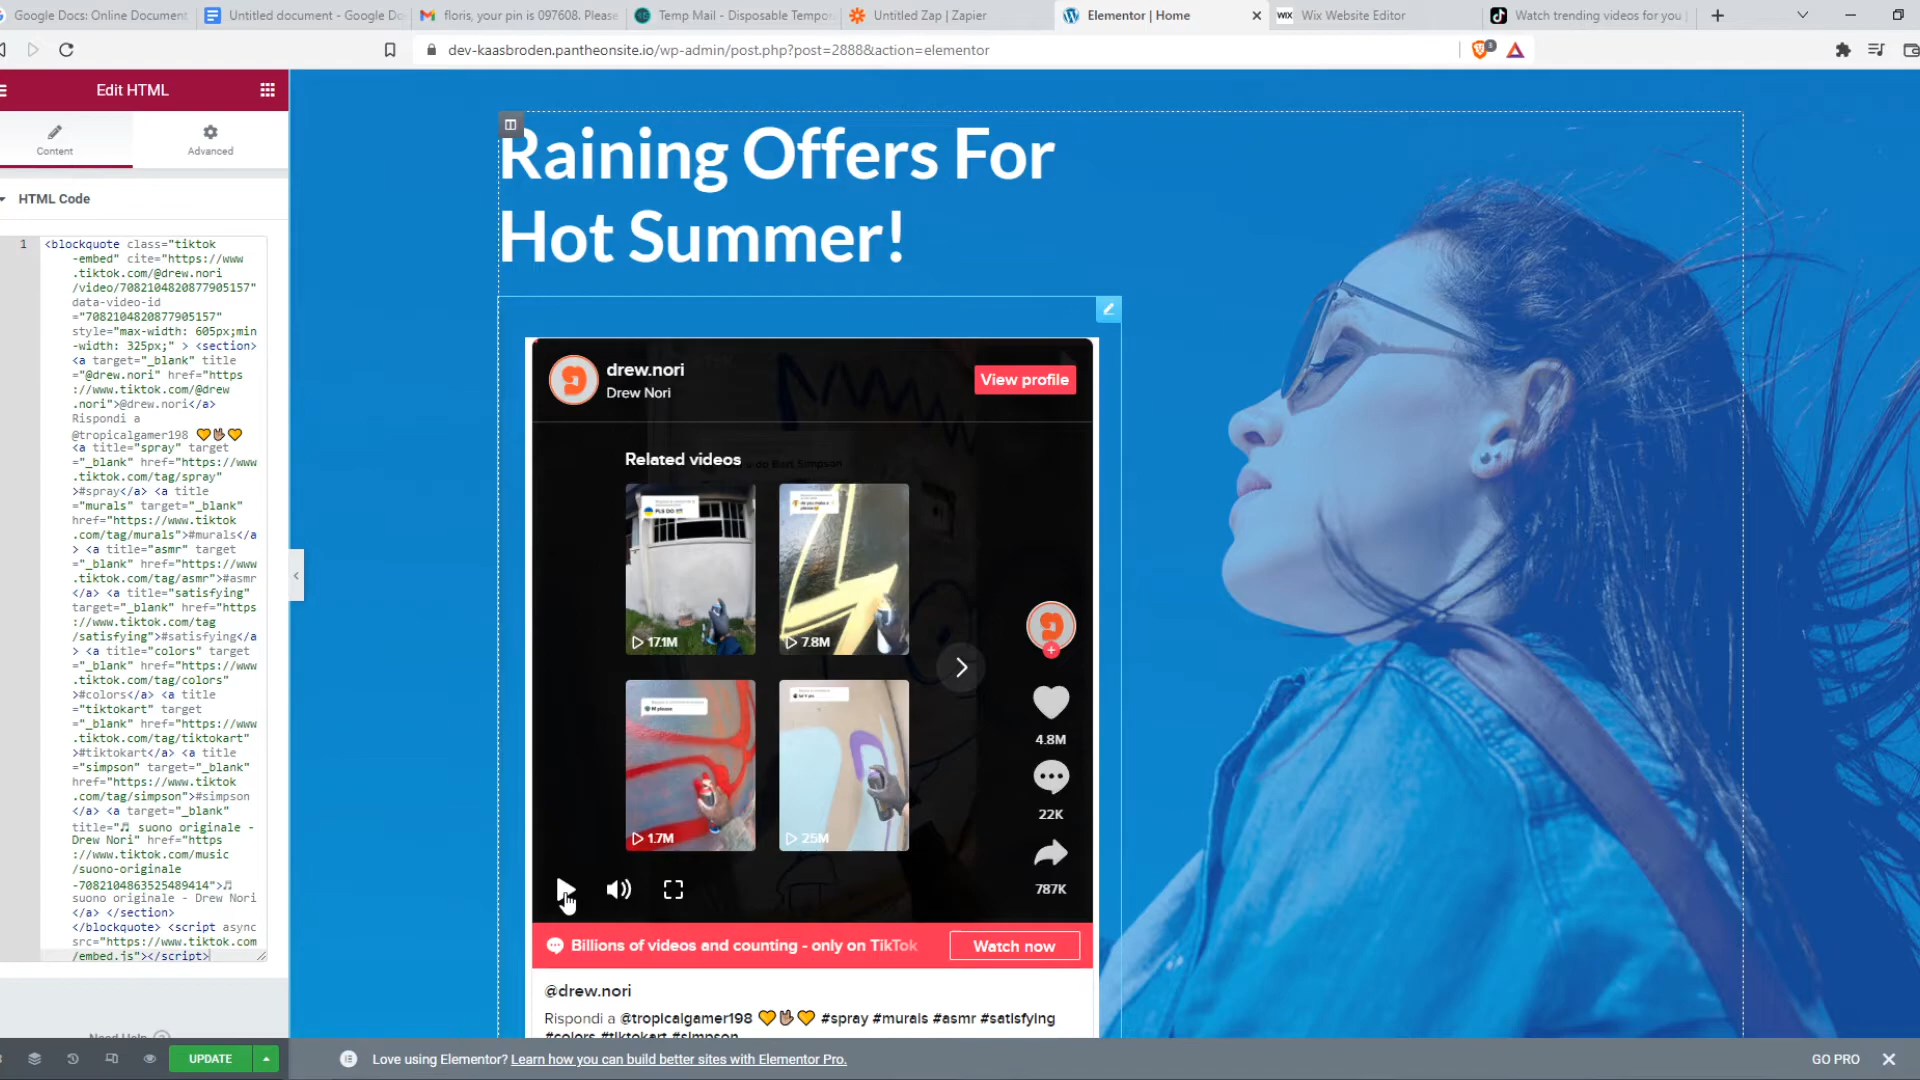 Google Docs: Online Document
Untitled document - Google Do
floris, your pin is 097608. Please
Temp Mail - Disposable Tempo
Untitled Zap | Zapier
Elementor | Home
WIX
Wix Website Editor
Watch trending videos for you |
dev-kaasbroden.pantheonsite.io/wp-admin/post.php?post=2888&action=elementor
Edit HTML
Content
Advanced
HTML Code
1
<blockquote class="tiktok
-embed" cite="https://www
.tiktok.com/@drew.nori
/video/7082104820877905157"
data-video-id
="7082104820877905157"
style="max-width: 605px;min
-width: 325px;" > <section>
<a target="_blank" title
="@drew.nori" href="https
://www.tiktok.com/@drew
.nori">@drew.nori</a>
Rispondi a
@tropicalgamer198 🧡🤟🏽🧡
<a title="spray" target
="_blank" href="https://www
.tiktok.com/tag/spray"
>#spray</a> <a title
="murals" target="_blank"
href="https://www.tiktok
.com/tag/murals">#murals</a
> <a title="asmr" target
="_blank" href="https://www
.tiktok.com/tag/asmr">#asmr
</a> <a title="satisfying"
target="_blank" href="https
://www.tiktok.com/tag
/satisfying">#satisfying</a
> <a title="colors" target
="_blank" href="https://www
.tiktok.com/tag/colors"
>#colors</a> <a title
="tiktokart" target
="_blank" href="https://www
.tiktok.com/tag/tiktokart"
>#tiktokart</a> <a title
="simpson" target="_blank"
href="https://www.tiktok
.com/tag/simpson">#simpson
</a> <a target="_blank"
title="♬ suono originale -
Drew Nori" href="https
://www.tiktok.com/music
/suono-originale
-7082104863525489414">♬
suono originale - Drew Nori
</a> </section>
</blockquote> <script async
src="https://www.tiktok.com
/embed.js"></script>
Need Help
UPDATE
Raining Offers For
Hot Summer!
drew.nori
Drew Nori
View profile
Related videos
PLS DO
17.1M
7.8M
1.7M
25M
4.8M
22K
787K
Billions of videos and counting - only on TikTok
Watch now
@drew.nori
Rispondi a @tropicalgamer198 🧡🤟🏽🧡 #spray #murals #asmr #satisfying
#colors #tiktokart #simpson
Love using Elementor? Learn how you can build better sites with Elementor Pro.
GO PRO